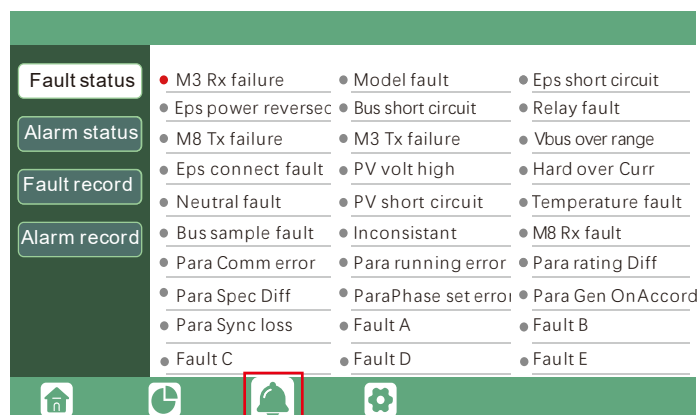 Fault status
Alarm status
Fault record
Alarm record
M3 Rx failure Model fault Eps short circuit
Eps power reversed Bus short circuit Relay fault
M8 Tx failure M3 Tx failure Vbus over range
Eps connect fault PV volt high Hard over Curr
Neutral fault PV short circuit Temperature fault
Bus sample fault Inconsistant M8 Rx fault
Para Comm error Para running error Para rating Diff
Para Spec Diff ParaPhase set error Para Gen OnAccord
Para Sync loss Fault A Fault B
Fault C Fault D Fault E